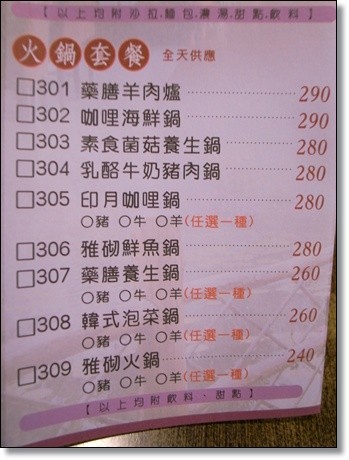 【以上均附沙拉.麵包.濃湯.甜點.飲料】
火鍋套餐 全天供應
□301 藥膳羊肉爐 290
□302 咖哩海鮮鍋 290
□303 素食菌菇養生鍋 280
□304 乳酪牛奶豬肉鍋 280
□305 印月咖哩鍋 280
○豬 ○牛 ○羊(任選一種)
□306 雅砌鮮魚鍋 280
□307 藥膳養生鍋 260
○豬 ○牛 ○羊(任選一種)
□308 韓式泡菜鍋 260
○豬 ○牛 ○羊(任選一種)
□309 雅砌火鍋 240
○豬 ○牛 ○羊(任選一種)
【以上均附飲料、甜點】